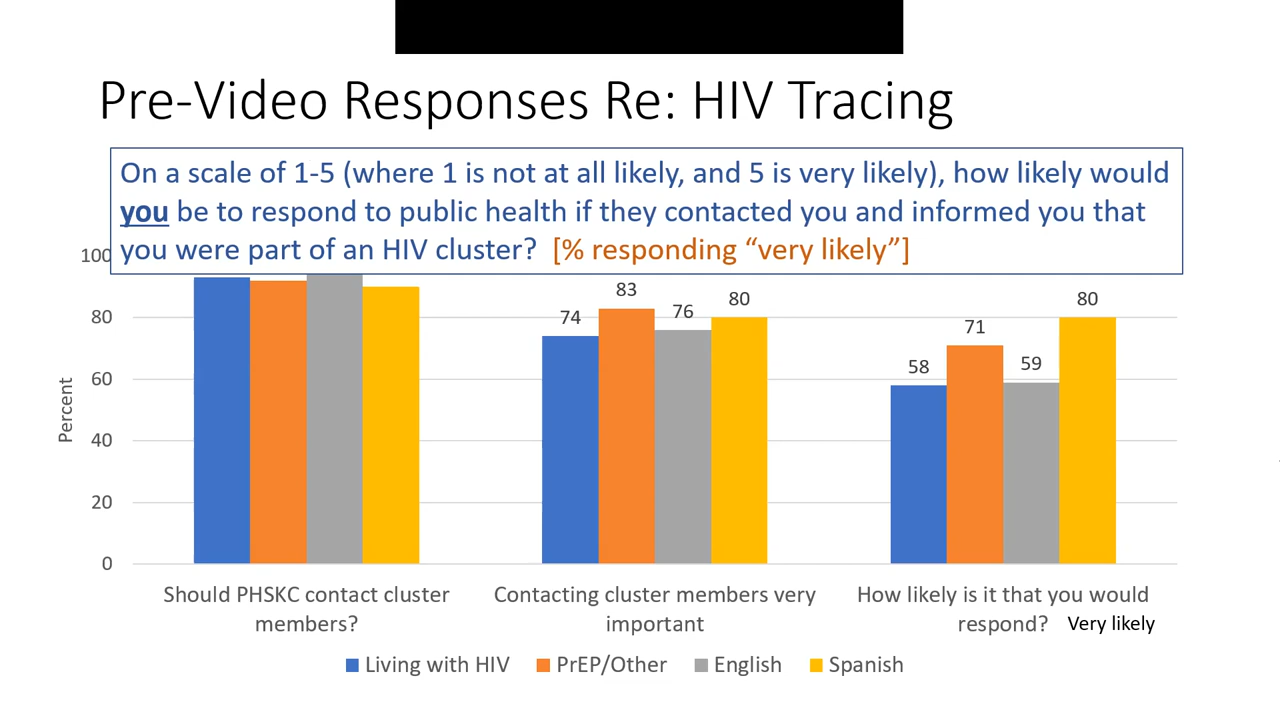 Pre-Video Responses Re: HIV Tracing
On a scale of 1-5 (where 1 is not at all likely, and 5 is very likely), how likely would
you be to respond to public health if they contacted you and informed you that
you were part of an HIV cluster? [% responding “very likely”]
100
80
60
40
20
0
Percent
74
83
76
80
58
71
59
80
Should PHSKC contact cluster
members?
Contacting cluster members very
important
How likely is it that you would
respond? Very likely
Living with HIV
PrEP/Other
English
Spanish